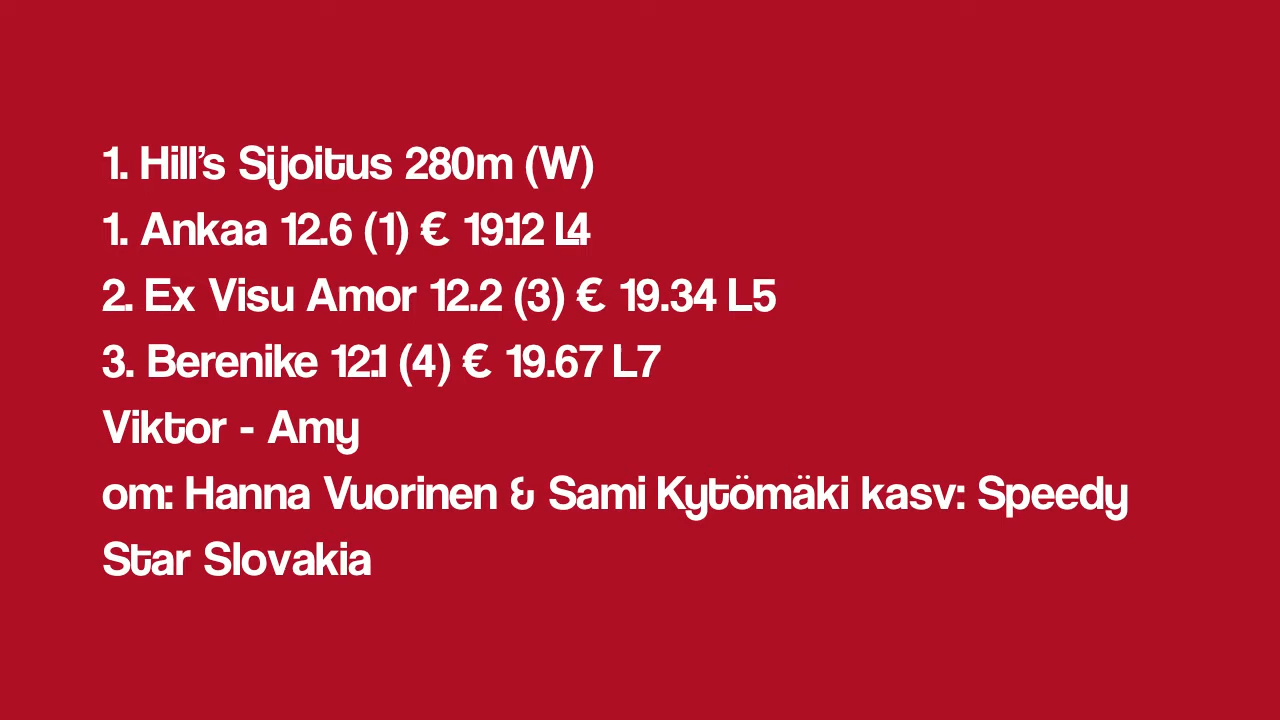 1. Hill's Sijoitus 280m (W)
1. Ankaa 12.6 (1) € 19.12 L4
2. Ex Visu Amor 12.2 (3) € 19.34 L5
3. Berenike 12.1 (4) € 19.67 L7
Viktor - Amy
om: Hanna Vuorinen & Sami Kytömäki kasv: Speedy
Star Slovakia